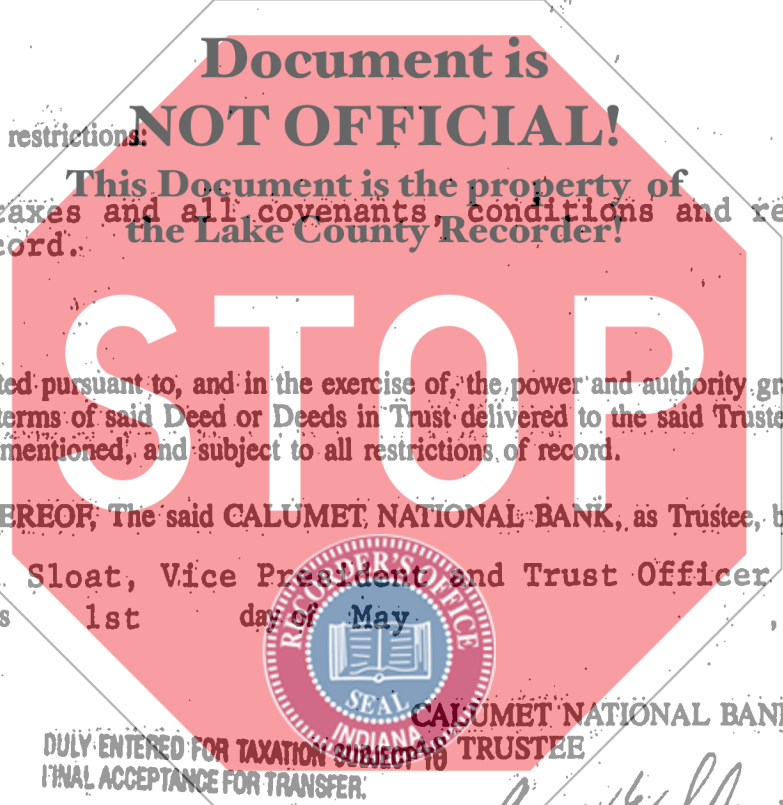 Document is
NOT OFFICIAL!
restrictions:
This Document is the property of
axes and all covenants, conditions and re
the Lake County Recorder!
cord.
STOP
ted pursuant to, and in the exercise of, the power and authority gr
terms of said Deed or Deeds in Trust delivered to the said Truste
mentioned, and subject to all restrictions of record.
EREOF, The said CALUMET NATIONAL BANK, as Trustee, b
. Sloat, Vice President and Trust Officer
s 1st day of May ,
RECORDER'S OFFICE
SEAL
INDIANA
CALUMET NATIONAL BANK
DULY ENTERED FOR TAXATION SUBJECT TO TRUSTEE
FINAL ACCEPTANCE FOR TRANSFER.